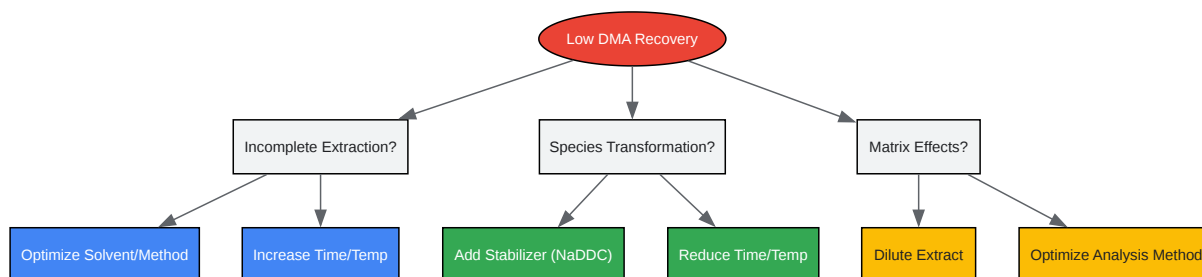 Low DMA Recovery
Incomplete Extraction?
Species Transformation?
Matrix Effects?
Optimize Solvent/Method
Increase Time/Temp
Add Stabilizer (NaDDC)
Reduce Time/Temp
Dilute Extract
Optimize Analysis Method